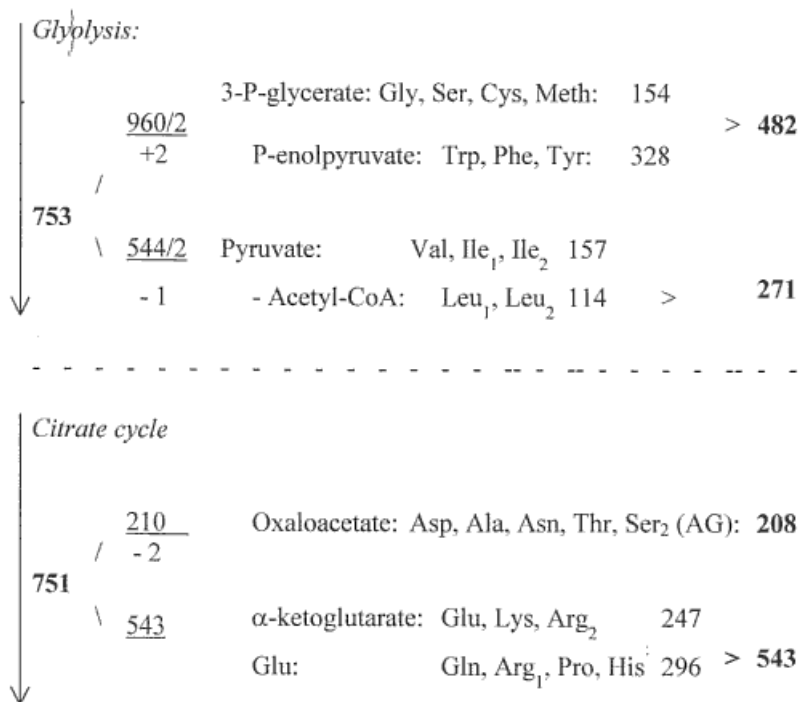 Glyolysis:
3-P-glycerate: Gly, Ser, Cys, Meth: 154
960/2 > 482
+2 P-enolpyruvate: Trp, Phe, Tyr: 328
/
753
\ 544/2 Pyruvate: Val, Ile₁, Ile₂ 157
- 1 - Acetyl-CoA: Leu₁, Leu₂ 114 > 271
- - - - - - - - - - - - - - - - -- - -- - - - - -- - -
Citrate cycle
210 Oxaloacetate: Asp, Ala, Asn, Thr, Ser₂ (AG): 208
/ - 2
751
\ 543 α-ketoglutarate: Glu, Lys, Arg₂ 247
> 543
Glu: Gln, Arg₁, Pro, His 296